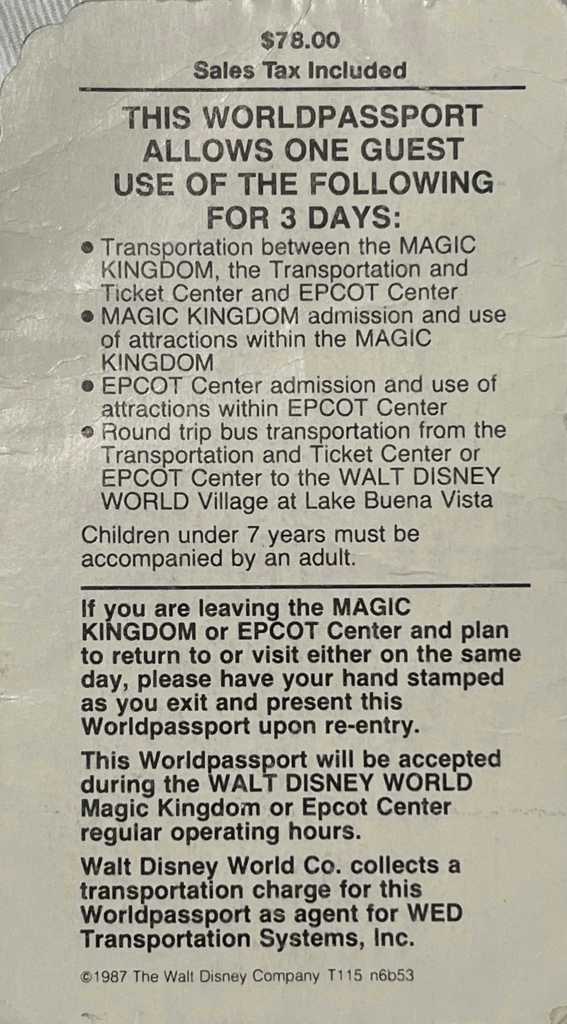 $78.00
Sales Tax Included
THIS WORLDPASSPORT
ALLOWS ONE GUEST
USE OF THE FOLLOWING
FOR 3 DAYS:
• Transportation between the MAGIC
KINGDOM, the Transportation and
Ticket Center and EPCOT Center
• MAGIC KINGDOM admission and use
of attractions within the MAGIC
KINGDOM
• EPCOT Center admission and use of
attractions within EPCOT Center
• Round trip bus transportation from the
Transportation and Ticket Center or
EPCOT Center to the WALT DISNEY
WORLD Village at Lake Buena Vista
Children under 7 years must be
accompanied by an adult.
If you are leaving the MAGIC
KINGDOM or EPCOT Center and plan
to return to or visit either on the same
day, please have your hand stamped
as you exit and present this
Worldpassport upon re-entry.
This Worldpassport will be accepted
during the WALT DISNEY WORLD
Magic Kingdom or Epcot Center
regular operating hours.
Walt Disney World Co. collects a
transportation charge for this
Worldpassport as agent for WED
Transportation Systems, Inc.
©1987 The Walt Disney Company T115 n6b53